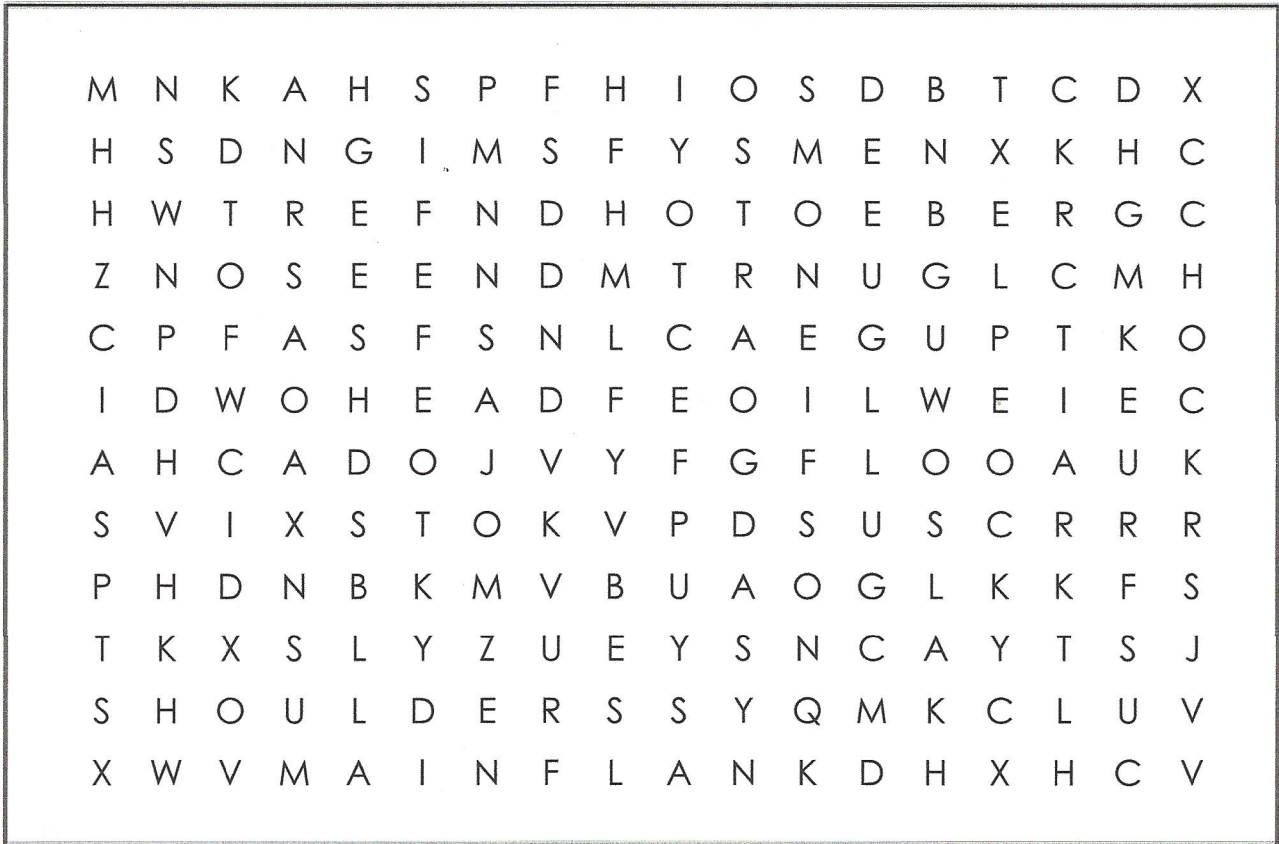 M N K A H S P F H I O S D B T C D X
H S D N G I M S F Y S M E N X K H C
H W T R E F N D H O T O E B E R G C
Z N O S E E N D M T R N U G L C M H
C P F A S F S N L C A E G U P T K O
I D W O H E A D F E O I L W E I E C
A H C A D O J V Y F G F L O O A U K
S V I X S T O K V P D S U S C R R R
P H D N B K M V B U A O G L K K F S
T K X S L Y Z U E Y S N C A Y T S J
S H O U L D E R S S Y Q M K C L U V
X W V M A I N F L A N K D H X H C V